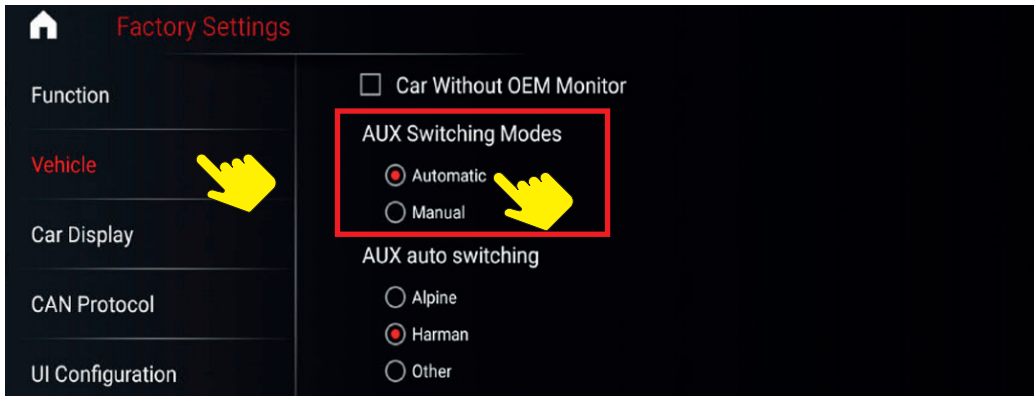 Factory Settings
Function
Vehicle
Car Display
CAN Protocol
UI Configuration
Car Without OEM Monitor
AUX Switching Modes
Automatic
Manual
AUX auto switching
Alpine
Harman
Other